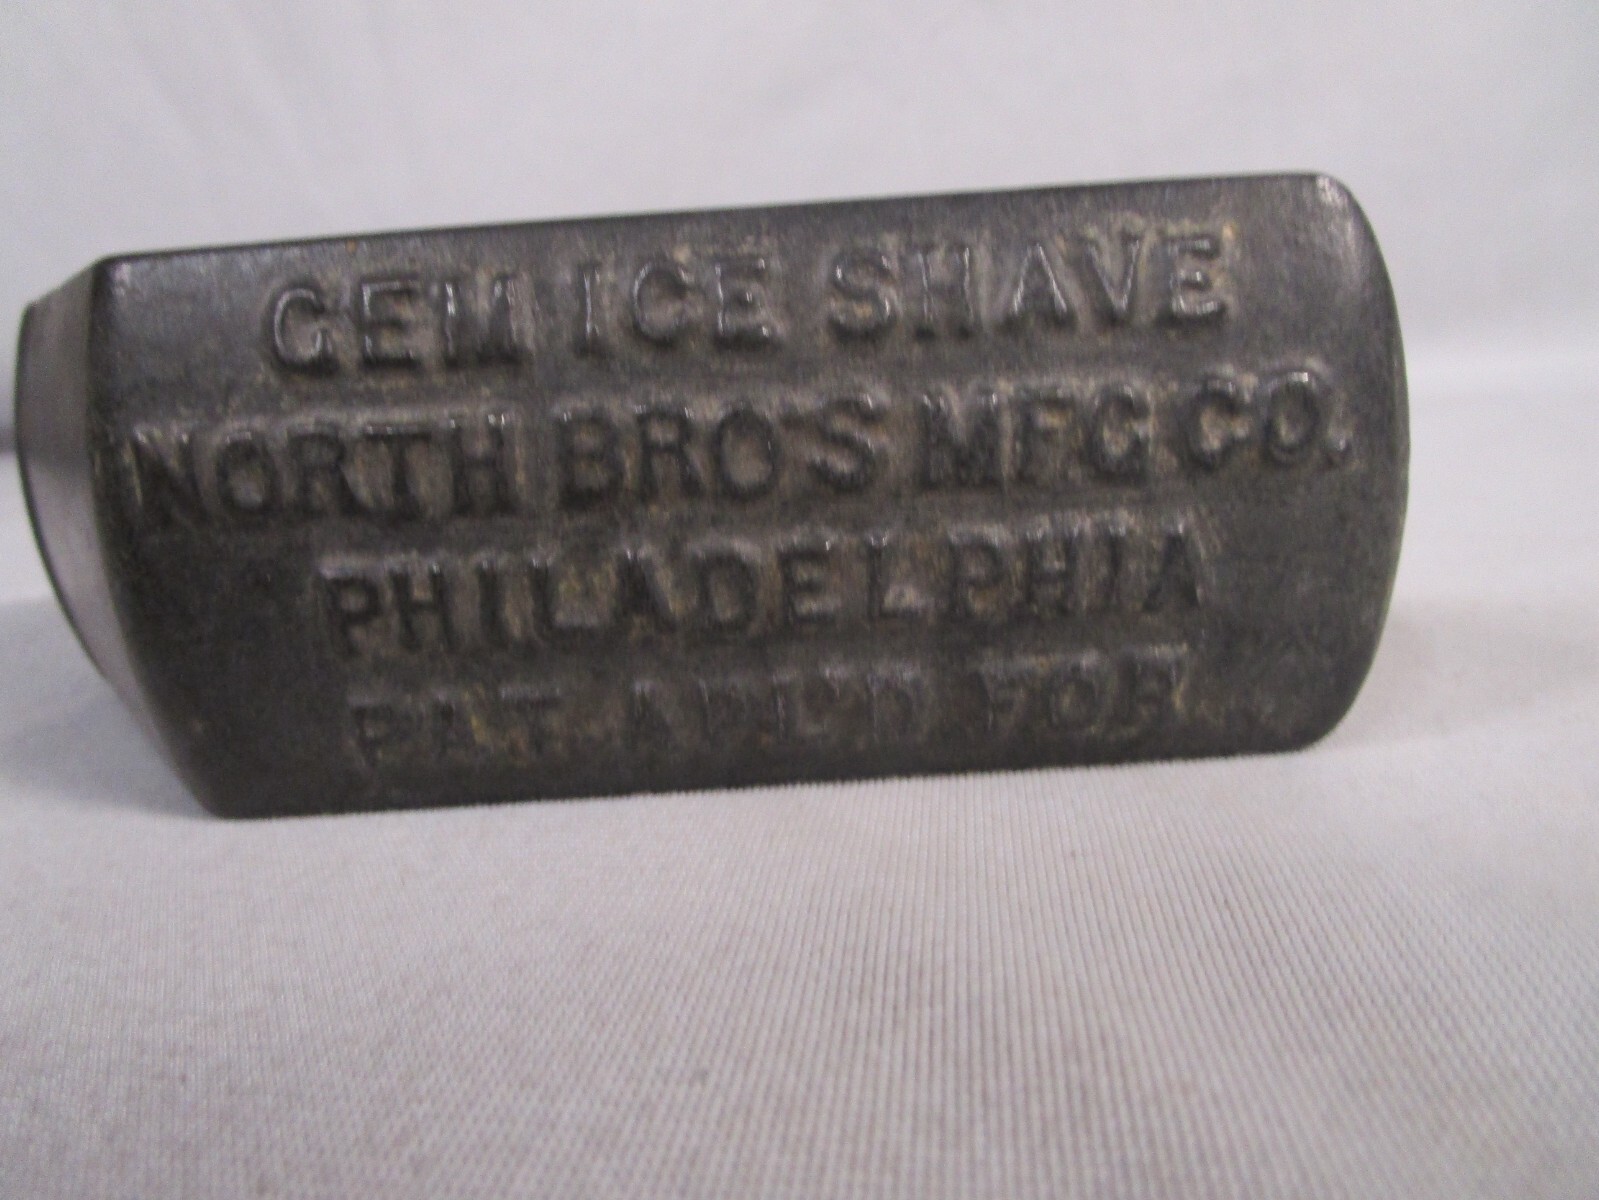 GEM ICE SHAVE
NORTH BRO'S MFG CO.
PHILADELPHIA
PAT. APL'D FOR